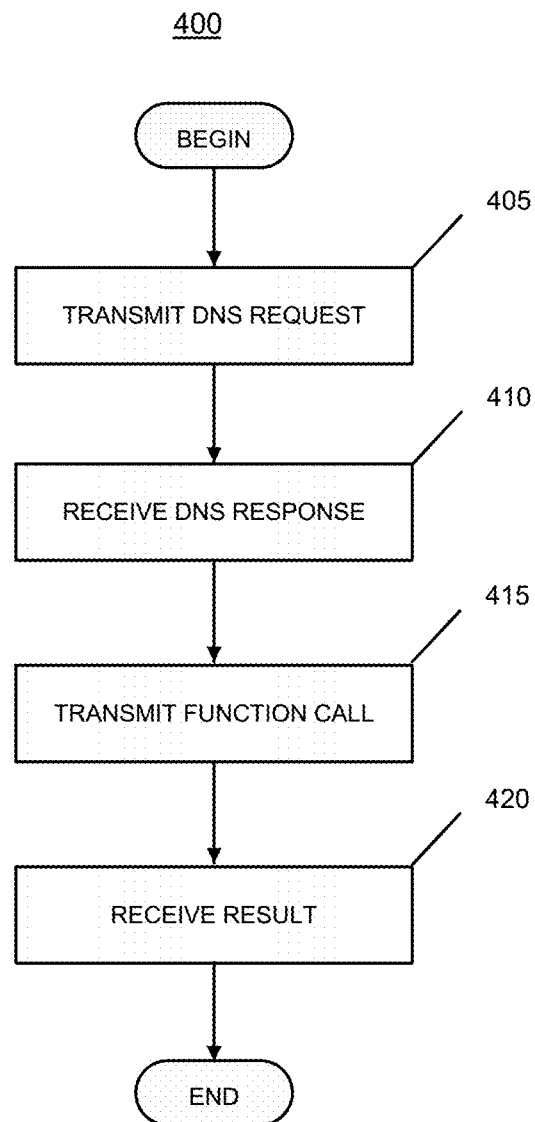 400
BEGIN
405
TRANSMIT DNS REQUEST
410
RECEIVE DNS RESPONSE
415
TRANSMIT FUNCTION CALL
420
RECEIVE RESULT
END